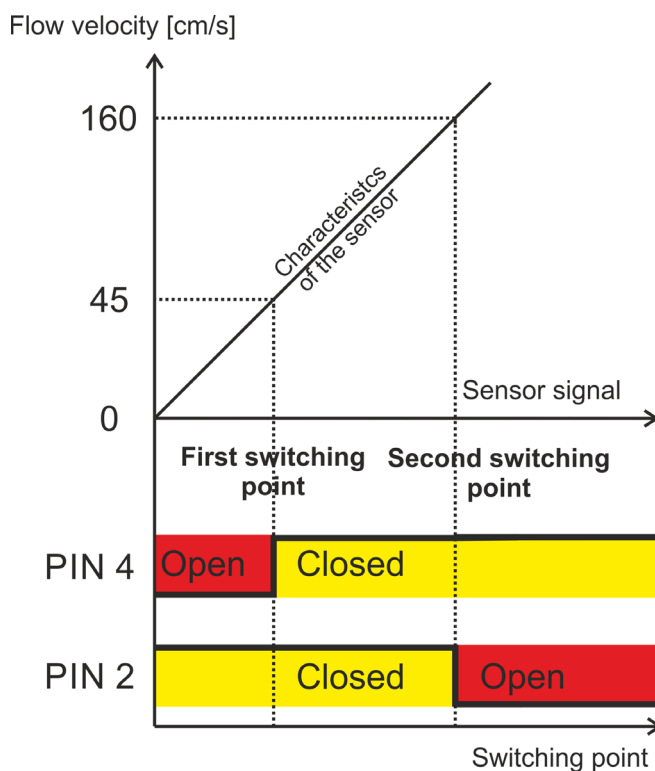 Flow velocity [cm/s]
160
Characteristcs
of the sensor
45
Sensor signal
0
First switching
point
Second switching
point
PIN 4
Open
Closed
PIN 2
Closed
Open
Switching point